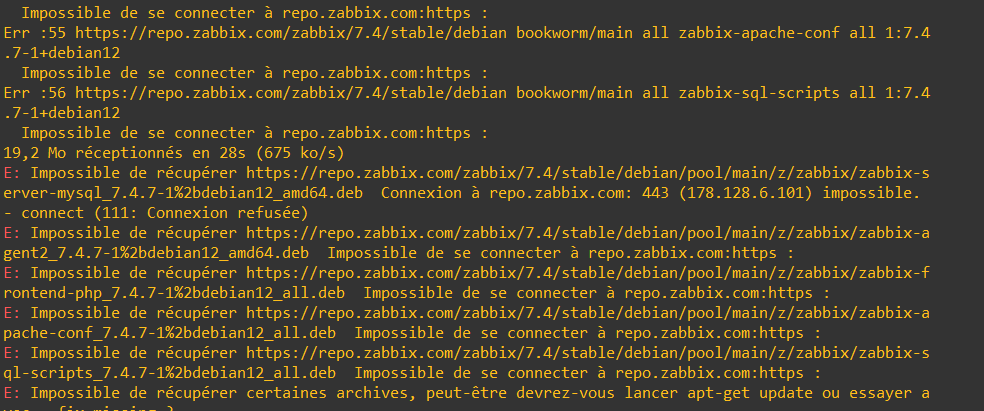 Impossible de se connecter à repo.zabbix.com:https :
Err :55 https://repo.zabbix.com/zabbix/7.4/stable/debian bookworm/main all zabbix-apache-conf all 1:7.4
.7-1+debian12
Impossible de se connecter à repo.zabbix.com:https :
Err :56 https://repo.zabbix.com/zabbix/7.4/stable/debian bookworm/main all zabbix-sql-scripts all 1:7.4
.7-1+debian12
Impossible de se connecter à repo.zabbix.com:https :
19,2 Mo réceptionnés en 28s (675 ko/s)
E: Impossible de récupérer https://repo.zabbix.com/zabbix/7.4/stable/debian/pool/main/z/zabbix/zabbix-s
erver-mysql_7.4.7-1%2bdebian12_amd64.deb  Connexion à repo.zabbix.com: 443 (178.128.6.101) impossible.
- connect (111: Connexion refusée)
E: Impossible de récupérer https://repo.zabbix.com/zabbix/7.4/stable/debian/pool/main/z/zabbix/zabbix-a
gent2_7.4.7-1%2bdebian12_amd64.deb  Impossible de se connecter à repo.zabbix.com:https :
E: Impossible de récupérer https://repo.zabbix.com/zabbix/7.4/stable/debian/pool/main/z/zabbix/zabbix-f
rontend-php_7.4.7-1%2bdebian12_all.deb  Impossible de se connecter à repo.zabbix.com:https :
E: Impossible de récupérer https://repo.zabbix.com/zabbix/7.4/stable/debian/pool/main/z/zabbix/zabbix-a
pache-conf_7.4.7-1%2bdebian12_all.deb  Impossible de se connecter à repo.zabbix.com:https :
E: Impossible de récupérer https://repo.zabbix.com/zabbix/7.4/stable/debian/pool/main/z/zabbix/zabbix-s
ql-scripts_7.4.7-1%2bdebian12_all.deb  Impossible de se connecter à repo.zabbix.com:https :
E: Impossible de récupérer certaines archives, peut-être devrez-vous lancer apt-get update ou essayer a